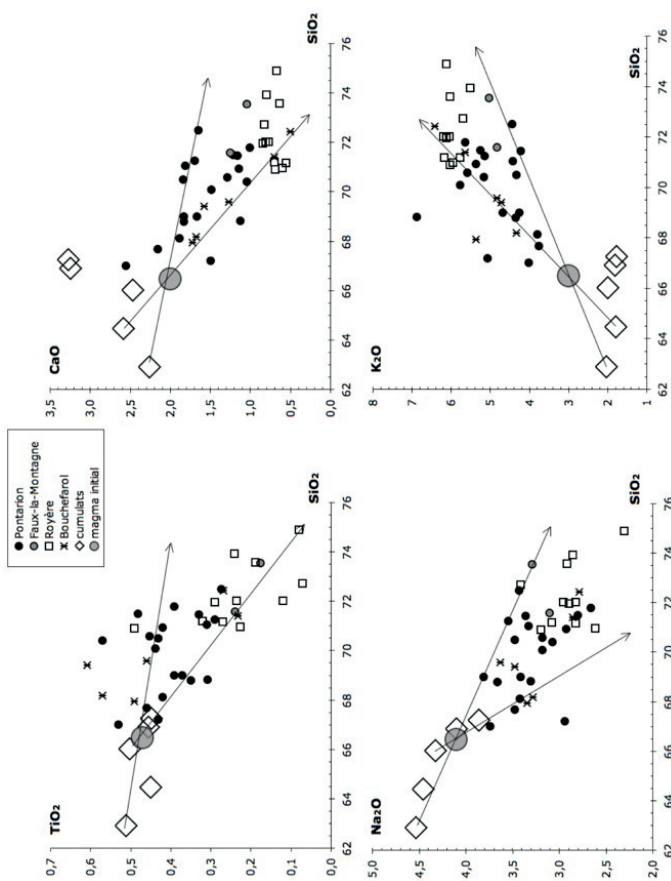 Pontarion
Faux-la-Montagne
Royère
Bouchefarol
cumulats
magma initial
TiO₂
0,7
0,6
0,5
0,4
0,3
0,2
0,1
0,0
62 64 66 68 70 72 74 76
SiO₂
CaO
3,5
3,0
2,5
2,0
1,5
1,0
0,5
0,0
62 64 66 68 70 72 74 76
SiO₂
Na₂O
5,0
4,5
4,0
3,5
3,0
2,5
2,0
62 64 66 68 70 72 74 76
SiO₂
K2O
8
7
6
5
4
3
2
1
62 64 66 68 70 72 74 76
SiO₂